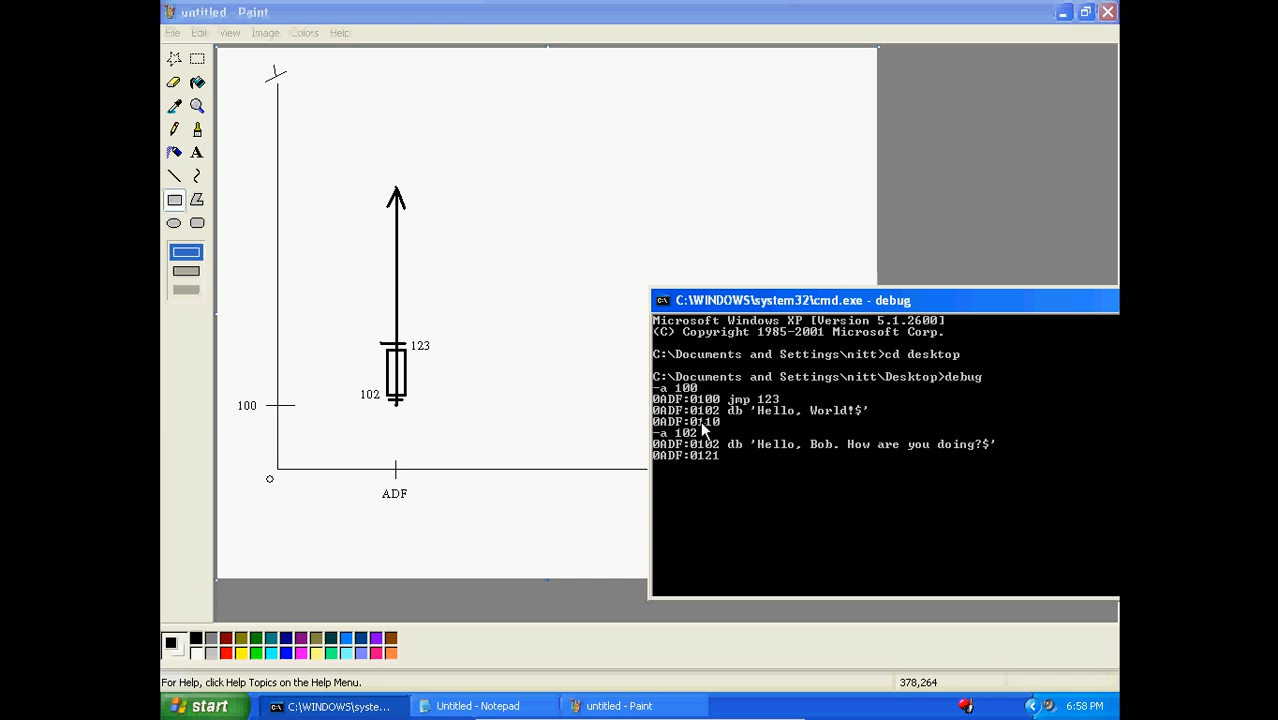 untitled - Paint
File Edit View Image Colors Help
123
102
100
ADF
C:\WINDOWS\system32\cmd.exe - debug
Microsoft Windows XP [Version 5.1.2600]
(C) Copyright 1985-2001 Microsoft Corp.
C:\Documents and Settings\nitt>cd desktop
C:\Documents and Settings\nitt\Desktop>debug
-a 100
0ADF:0100 jmp 123
0ADF:0102 db 'Hello, World!$'
0ADF:0110
-a 102
0ADF:0102 db 'Hello, Bob. How are you doing?$'
0ADF:0121
For Help, click Help Topics on the Help Menu.
378,264
start
C:\WINDOWS\syste...
Untitled - Notepad
untitled - Paint
6:58 PM